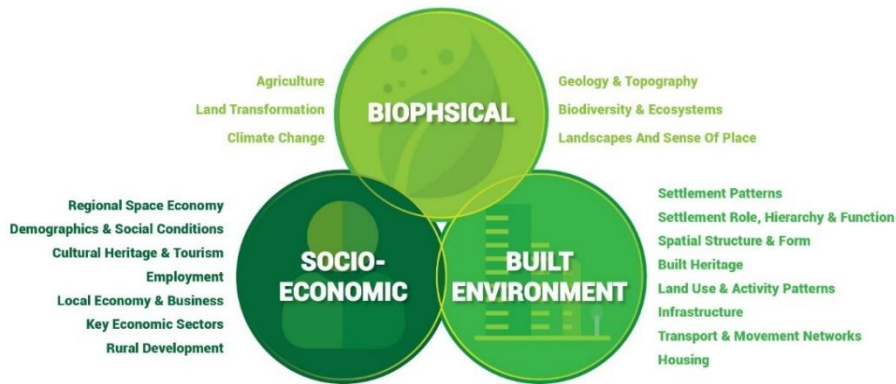 Agriculture
Land Transformation
Climate Change
BIOPHSICAL
Geology & Topography
Biodiversity & Ecosystems
Landscapes And Sense Of Place
Regional Space Economy
Demographics & Social Conditions
Cultural Heritage & Tourism
Employment
Local Economy & Business
Key Economic Sectors
Rural Development
SOCIO-
ECONOMIC
BUILT
ENVIRONMENT
Settlement Patterns
Settlement Role, Hierarchy & Function
Spatial Structure & Form
Built Heritage
Land Use & Activity Patterns
Infrastructure
Transport & Movement Networks
Housing